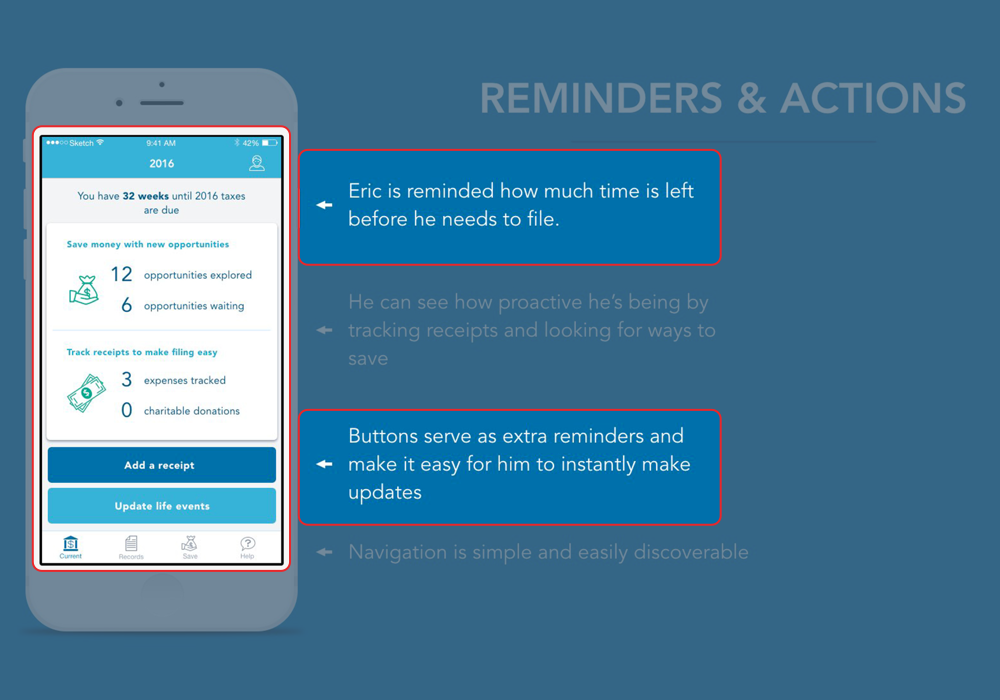 REMINDERS & ACTIONS
Sketch 9:41 AM 42%
2016
You have 32 weeks until 2016 taxes
are due
Save money with new opportunities
12 opportunities explored
6 opportunities waiting
Track receipts to make filing easy
3 expenses tracked
0 charitable donations
Add a receipt
Update life events
Current Records Save Help
Eric is reminded how much time is left
before he needs to file.
He can see how proactive he’s being by
tracking receipts and looking for ways to
save
Buttons serve as extra reminders and
make it easy for him to instantly make
updates
Navigation is simple and easily discoverable